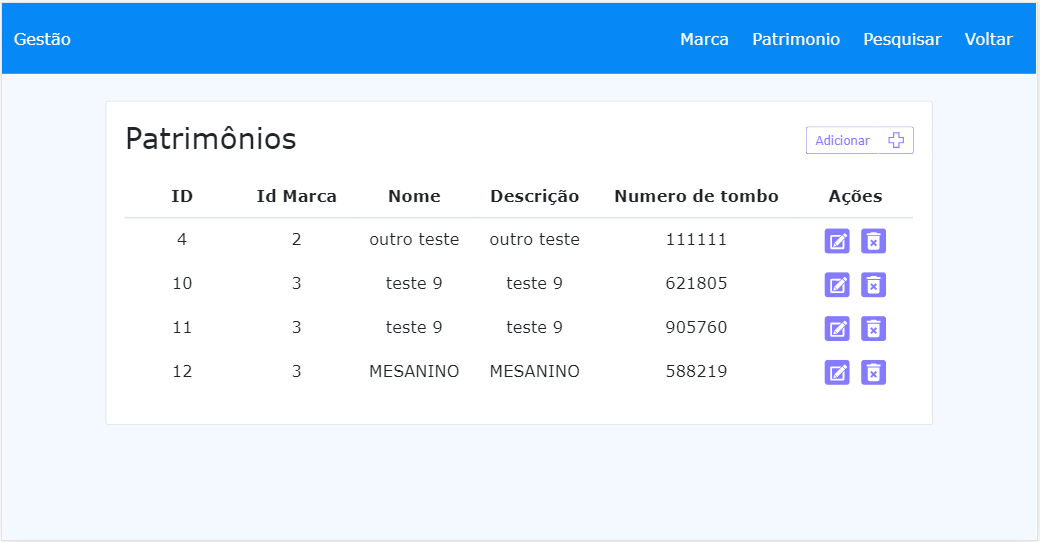 Gestão Marca Patrimonio Pesquisar Voltar
Patrimônios Adicionar
ID Id Marca Nome Descrição Numero de tombo Ações
4 2 outro teste outro teste 111111
10 3 teste 9 teste 9 621805
11 3 teste 9 teste 9 905760
12 3 MESANINO MESANINO 588219